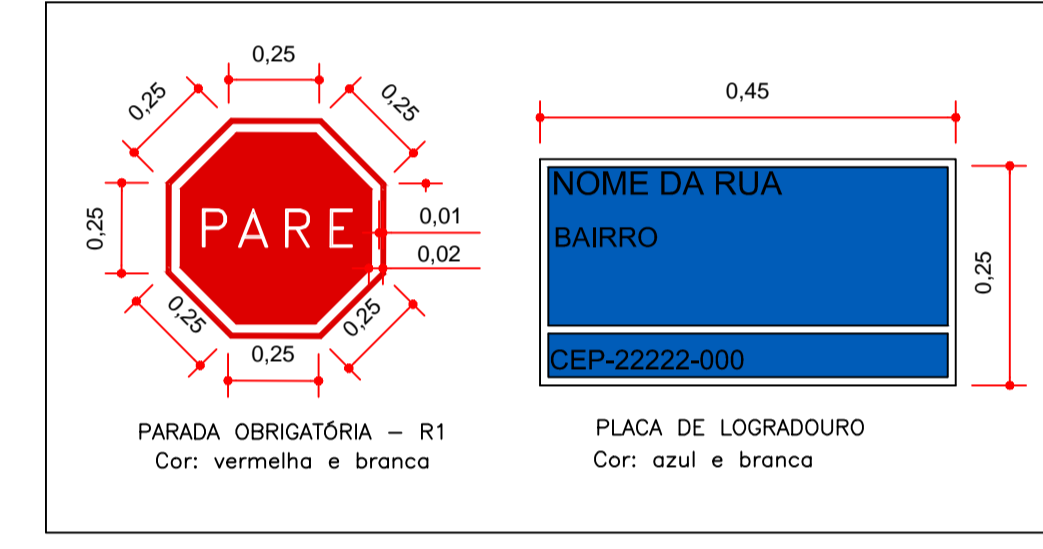 0,25
0,25
0,25
0,25
PARE
0,01
0,02
0,25
0,25
0,25
0,25
PARADA OBRIGATÓRIA – R1
Cor: vermelha e branca
0,45
NOME DA RUA
BAIRRO
CEP-22222-000
0,25
PLACA DE LOGRADOURO
Cor: azul e branca